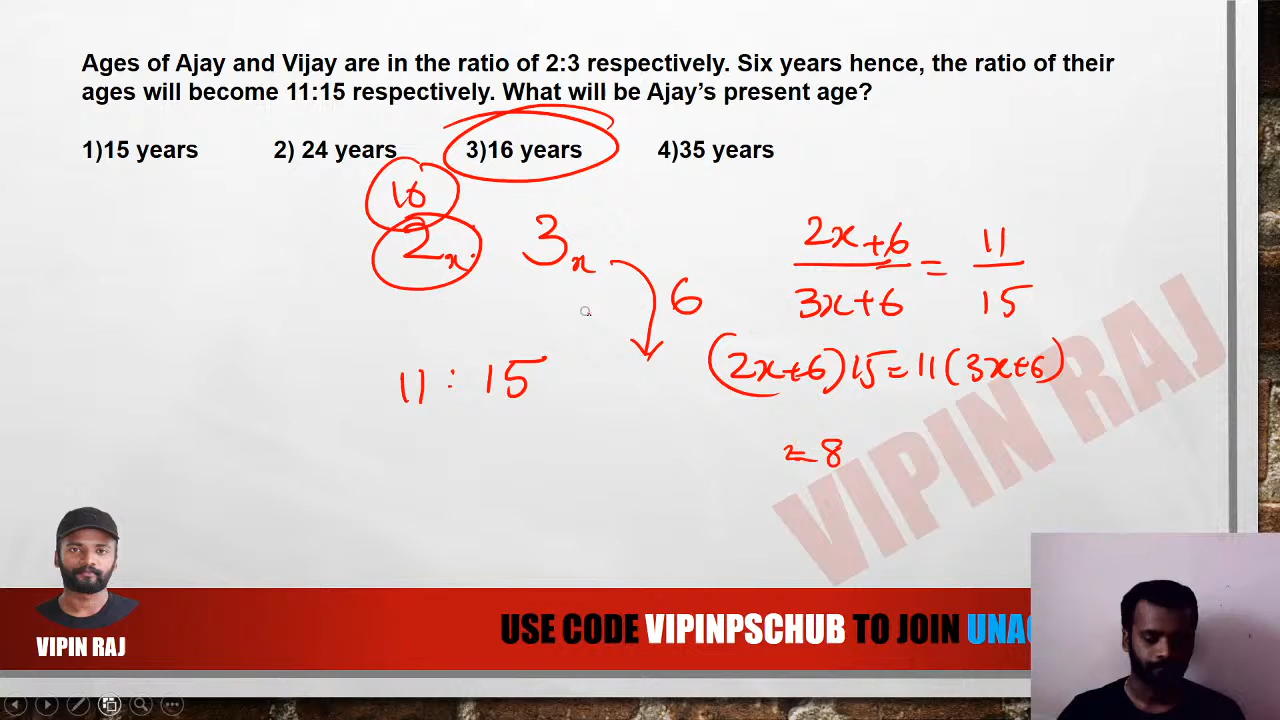 Ages of Ajay and Vijay are in the ratio of 2:3 respectively. Six years hence, the ratio of their
ages will become 11:15 respectively. What will be Ajay's present age?
1)15 years 2) 24 years 3)16 years 4)35 years
16
2x 3x
6
11 : 15
2x+6 / 3x+6 = 11 / 15
(2x+6)15=11(3x+6)
=8
VIPIN RAJ
VIPIN RAJ
USE CODE VIPINPSCHUB TO JOIN